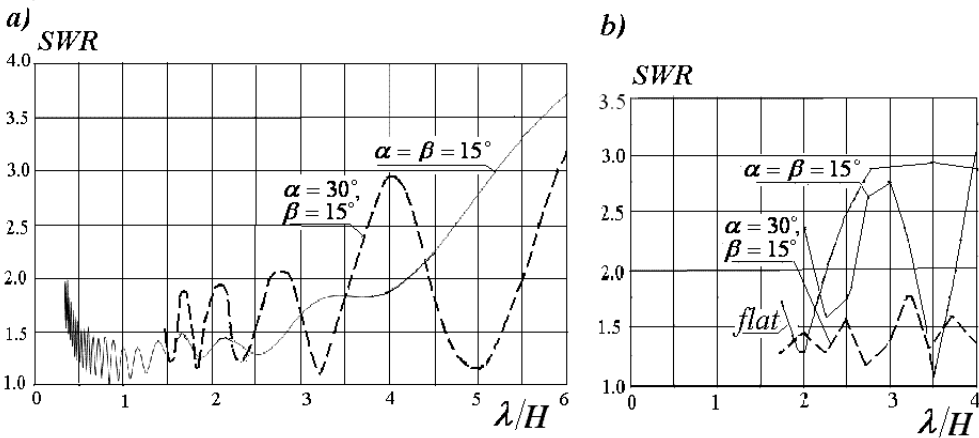 a)
SWR
4.0
3.5
3.0
2.5
2.0
1.5
1.0
0 1 2 3 4 5 6
λ/H
α = β = 15°
α = 30°,
β = 15°
b)
SWR
3.5
3.0
2.5
2.0
1.5
1.0
0 1 2 3 4
λ/H
α = β = 15°
α = 30°,
β = 15°
flat